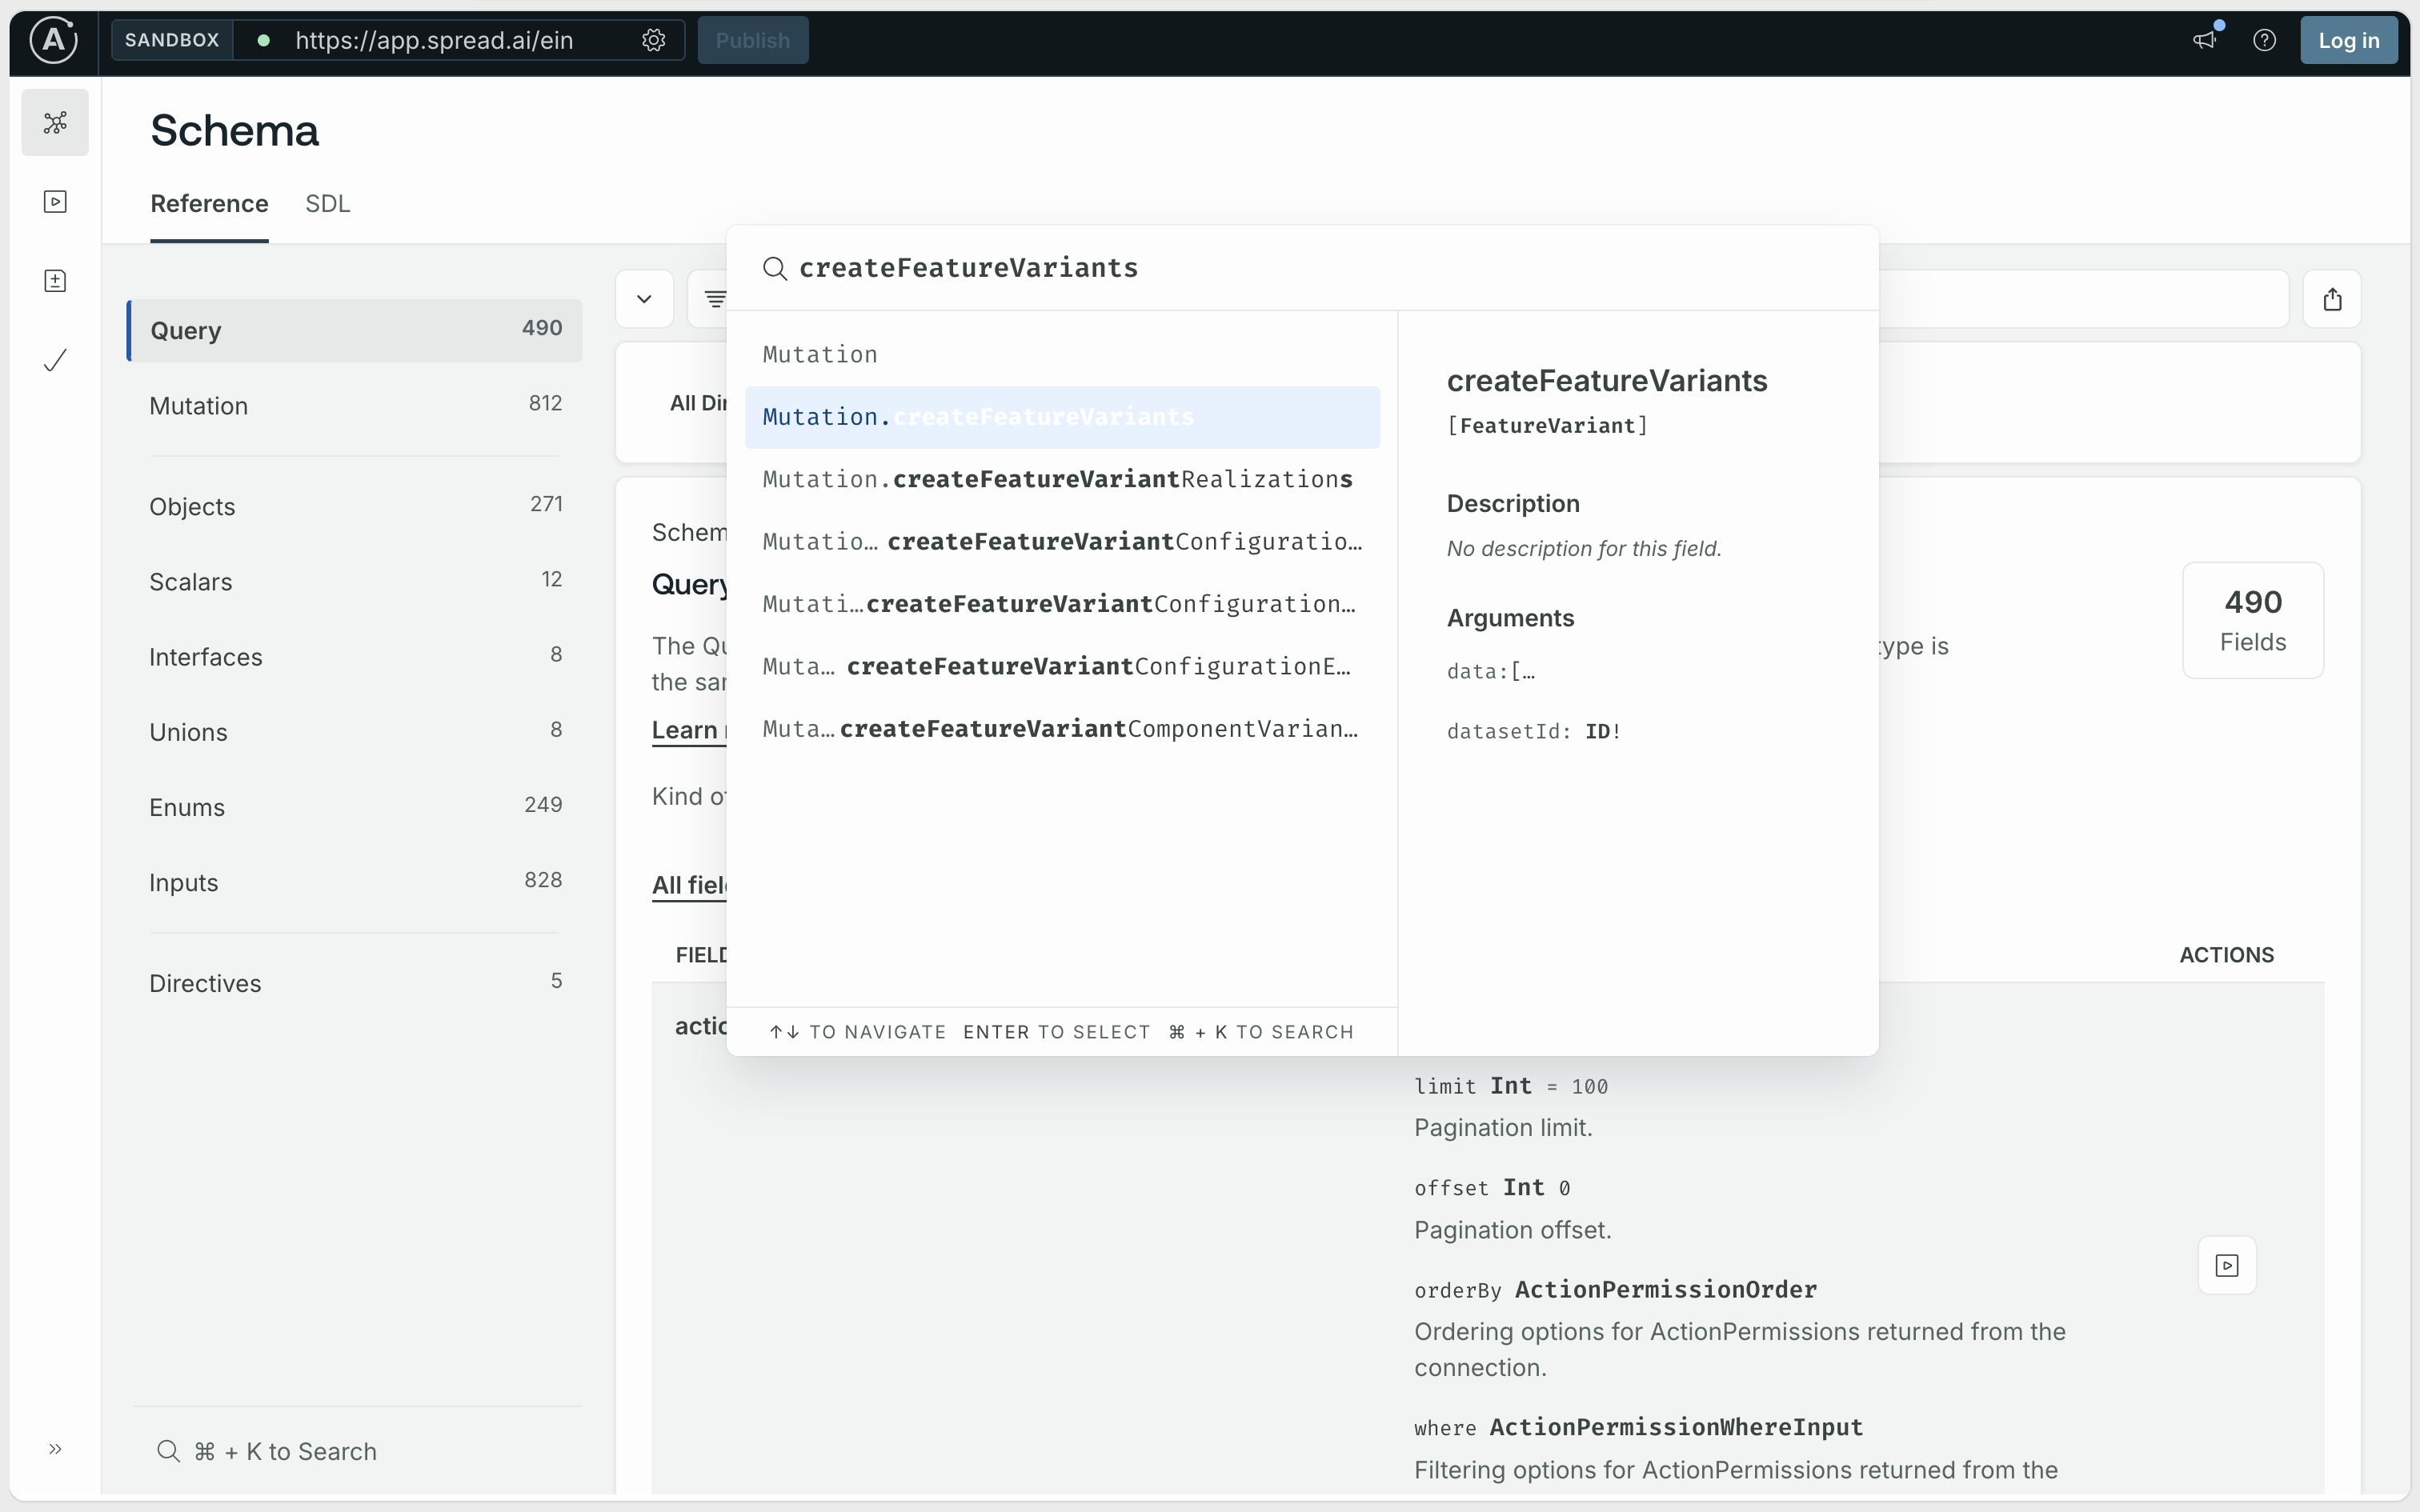 SANDBOX
https://app.spread.ai/ein
Publish
Log in
Schema
Reference
SDL
createFeatureVariants
Query 490
Mutation 812
Objects 271
Scalars 12
Interfaces 8
Unions 8
Enums 249
Inputs 828
Directives 5
⌘ + K to Search
All Dir
Schem
Query
The Qu
the sar
Learn
Kind of
All fiel
FIELD
actio
Mutation
Mutation.createFeatureVariants
Mutation.createFeatureVariantRealizations
Mutatio… createFeatureVariantConfiguratio…
Mutati…createFeatureVariantConfiguration…
Muta… createFeatureVariantConfigurationE…
Muta…createFeatureVariantComponentVarian…
↑↓ TO NAVIGATE ENTER TO SELECT ⌘ + K TO SEARCH
createFeatureVariants
[FeatureVariant]
Description
No description for this field.
Arguments
data:[…
datasetId: ID!
type is
490
Fields
ACTIONS
limit Int = 100
Pagination limit.
offset Int 0
Pagination offset.
orderBy ActionPermissionOrder
Ordering options for ActionPermissions returned from the
connection.
where ActionPermissionWhereInput
Filtering options for ActionPermissions returned from the